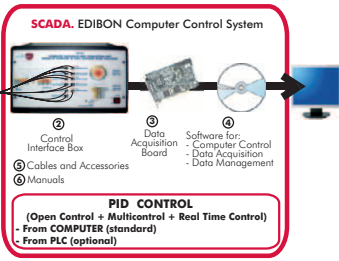 SCADA. EDIBON Computer Control System
②
Control
Interface Box
③
Data
Acquisition
Board
④
Software for:
- Computer Control
- Data Acquisition
- Data Management
⑤ Cables and Accessories
⑥ Manuals
PID CONTROL
(Open Control + Multicontrol + Real Time Control)
- From COMPUTER (standard)
- From PLC (optional)